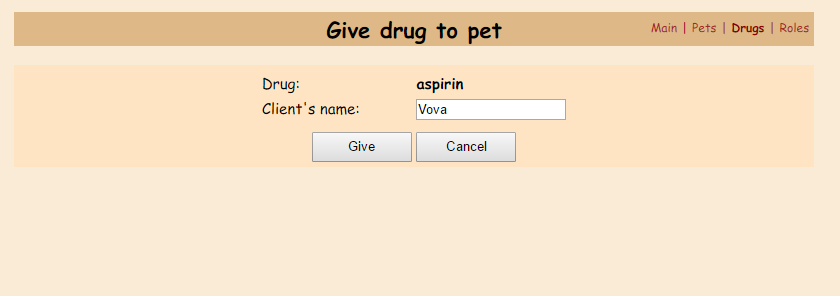 Give drug to pet
Main | Pets | Drugs | Roles
Drug: aspirin
Client's name: Vova
Give Cancel